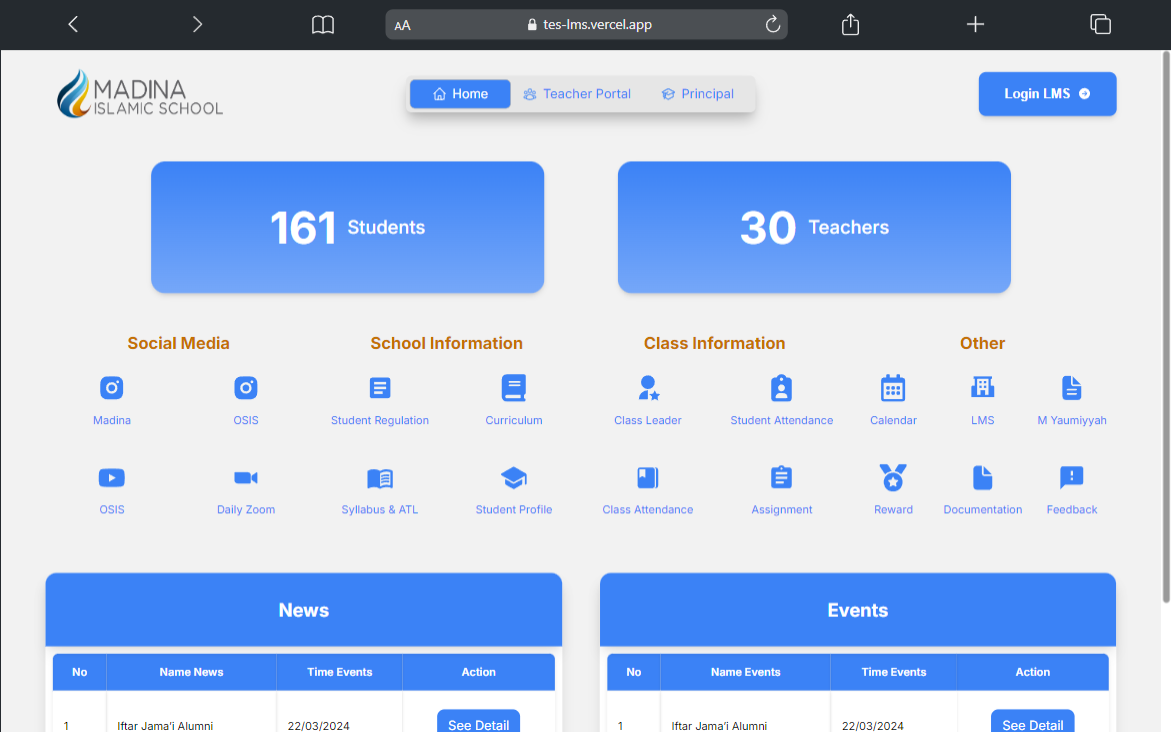 AA tes-lms.vercel.app
MADINA
ISLAMIC SCHOOL
Home Teacher Portal Principal
Login LMS
161 Students
30 Teachers
Social Media School Information Class Information Other
Madina OSIS Student Regulation Curriculum Class Leader Student Attendance Calendar LMS M Yaumiyyah
OSIS Daily Zoom Syllabus & ATL Student Profile Class Attendance Assignment Reward Documentation Feedback
News
No Name News Time Events Action
1 Iftar Jama'i Alumni 22/03/2024 See Detail
Events
No Name Events Time Events Action
1 Iftar Jama'i Alumni 22/03/2024 See Detail